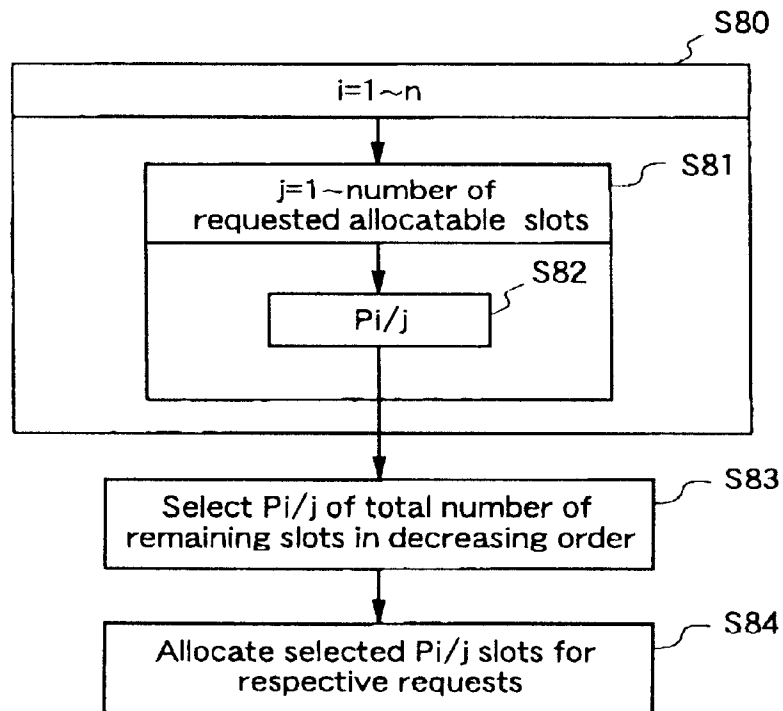 S80
i=1~n
S81
j=1~number of
requested allocatable slots
S82
Pi/j
S83
Select Pi/j of total number of
remaining slots in decreasing order
S84
Allocate selected Pi/j slots for
respective requests